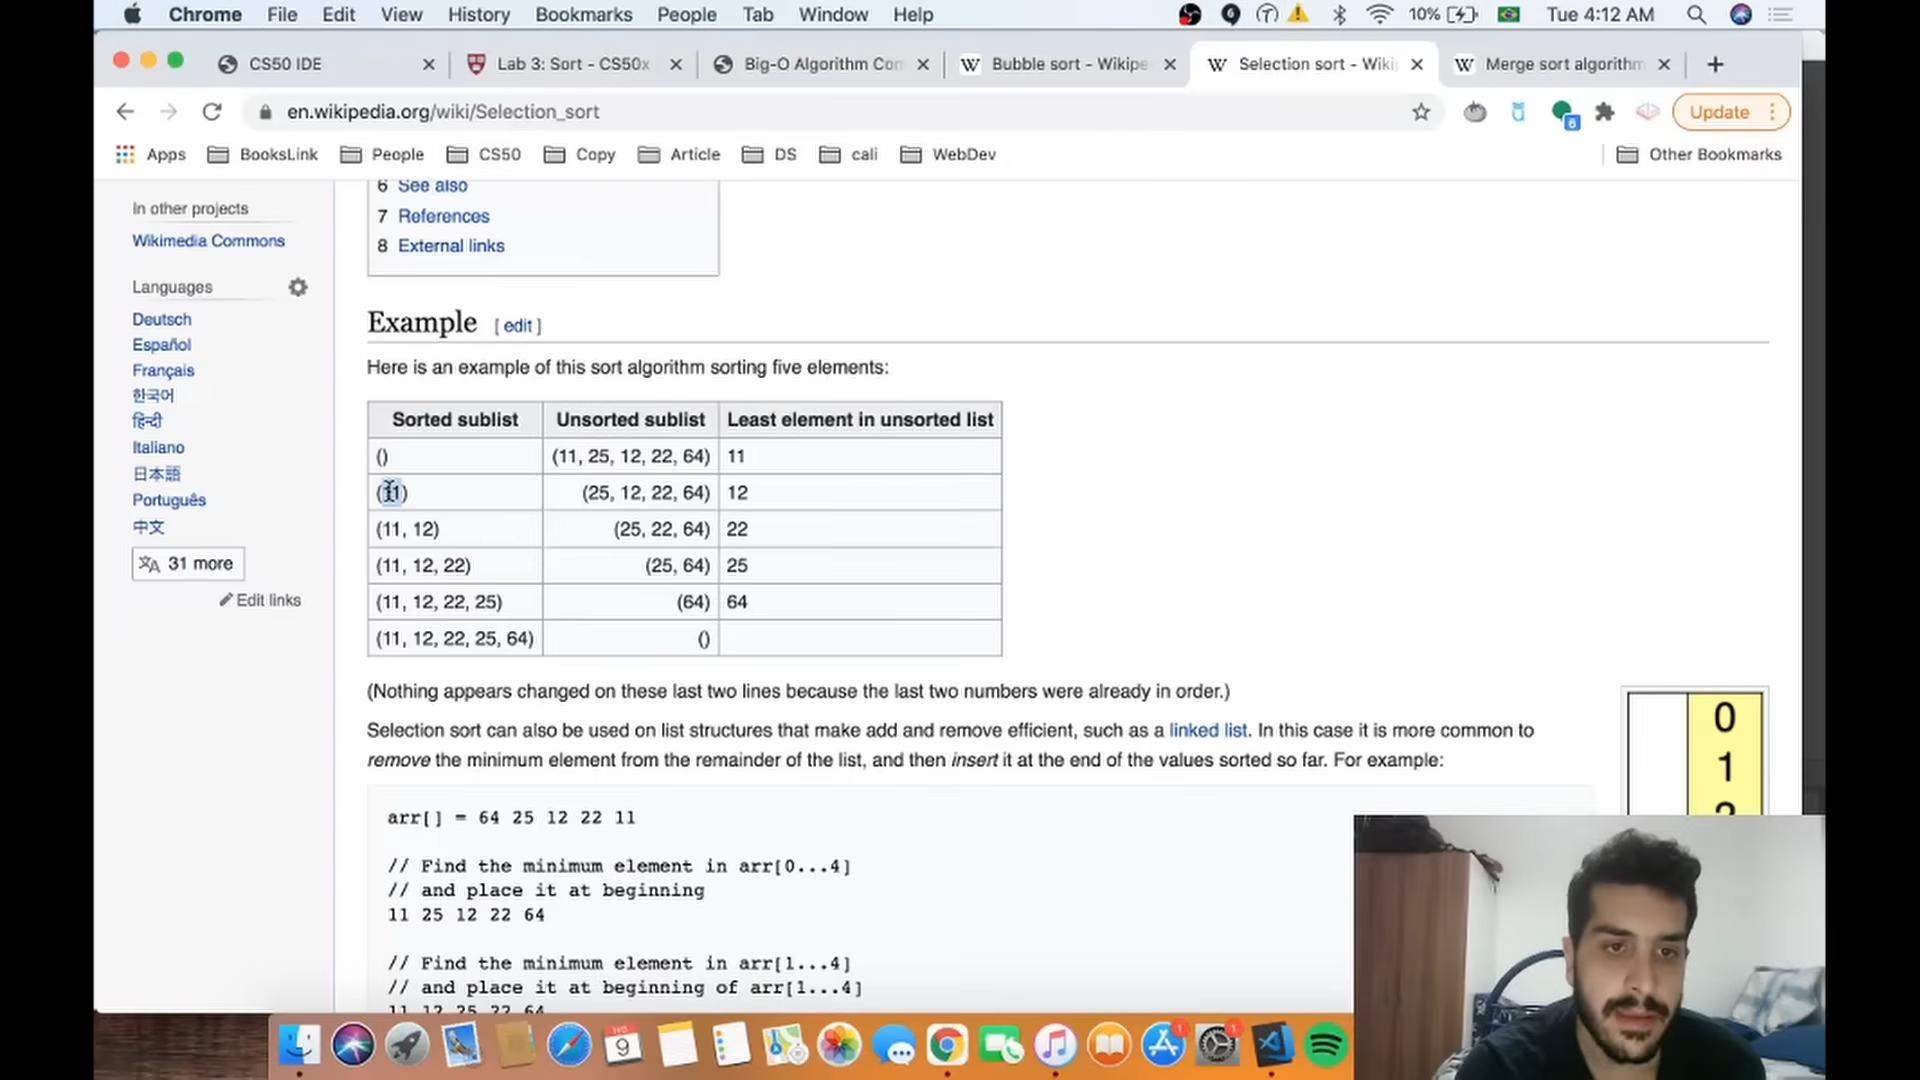 Chrome File Edit View History Bookmarks People Tab Window Help 6 10% Tue 4:12 AM
CS50 IDE Lab 3: Sort - CS50x Big-O Algorithm Com Bubble sort - Wikipe Selection sort - Wiki Merge sort algorithm
en.wikipedia.org/wiki/Selection_sort 6 Update
Apps BooksLink People CS50 Copy Article DS cali WebDev Other Bookmarks
In other projects
Wikimedia Commons
Languages
Deutsch
Español
Français
한국어
हिन्दी
Italiano
日本語
Português
中文
31 more
Edit links
6 See also
7 References
8 External links
Example [ edit ]
Here is an example of this sort algorithm sorting five elements:
Sorted sublist Unsorted sublist Least element in unsorted list
() (11, 25, 12, 22, 64) 11
(11) (25, 12, 22, 64) 12
(11, 12) (25, 22, 64) 22
(11, 12, 22) (25, 64) 25
(11, 12, 22, 25) (64) 64
(11, 12, 22, 25, 64) ()
(Nothing appears changed on these last two lines because the last two numbers were already in order.)
Selection sort can also be used on list structures that make add and remove efficient, such as a linked list. In this case it is more common to
remove the minimum element from the remainder of the list, and then insert it at the end of the values sorted so far. For example:
arr[] = 64 25 12 22 11
// Find the minimum element in arr[0...4]
// and place it at beginning
11 25 12 22 64
// Find the minimum element in arr[1...4]
// and place it at beginning of arr[1...4]
11 12 25 22 64
0
1
2
9
1
1